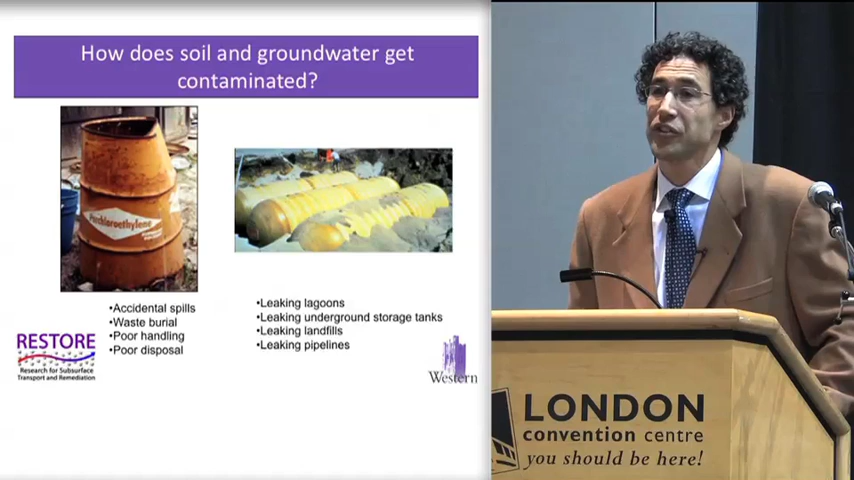 How does soil and groundwater get
contaminated?
Perchloroethylene
•Accidental spills
•Waste burial
•Poor handling
•Poor disposal
•Leaking lagoons
•Leaking underground storage tanks
•Leaking landfills
•Leaking pipelines
RESTORE
Research for Subsurface
Transport and Remediation
Western
LONDON
convention centre
you should be here!